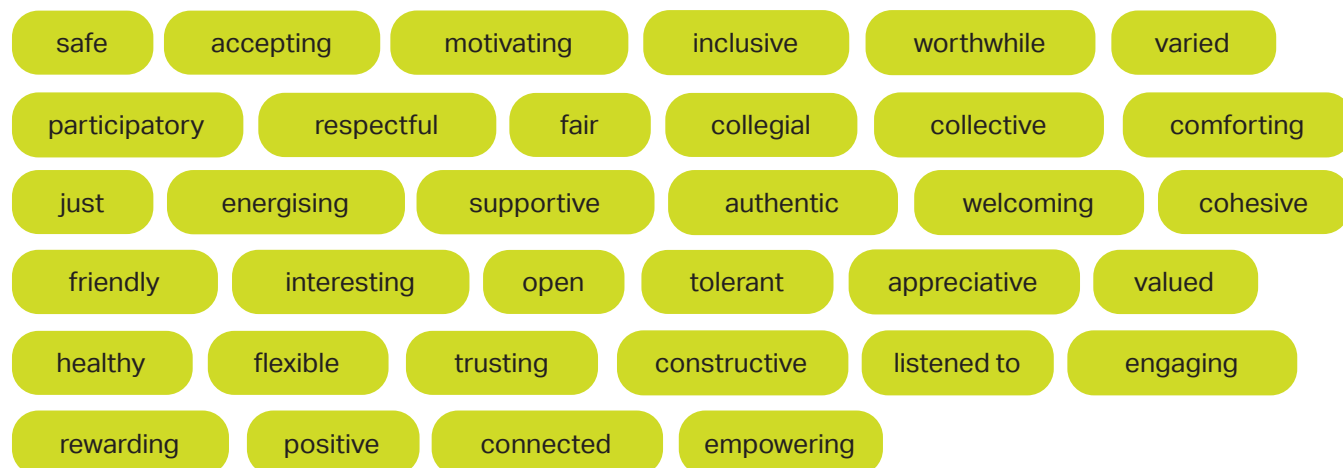 safe accepting motivating inclusive worthwhile varied
participatory respectful fair collegial collective comforting
just energising supportive authentic welcoming cohesive
friendly interesting open tolerant appreciative valued
healthy flexible trusting constructive listened to engaging
rewarding positive connected empowering